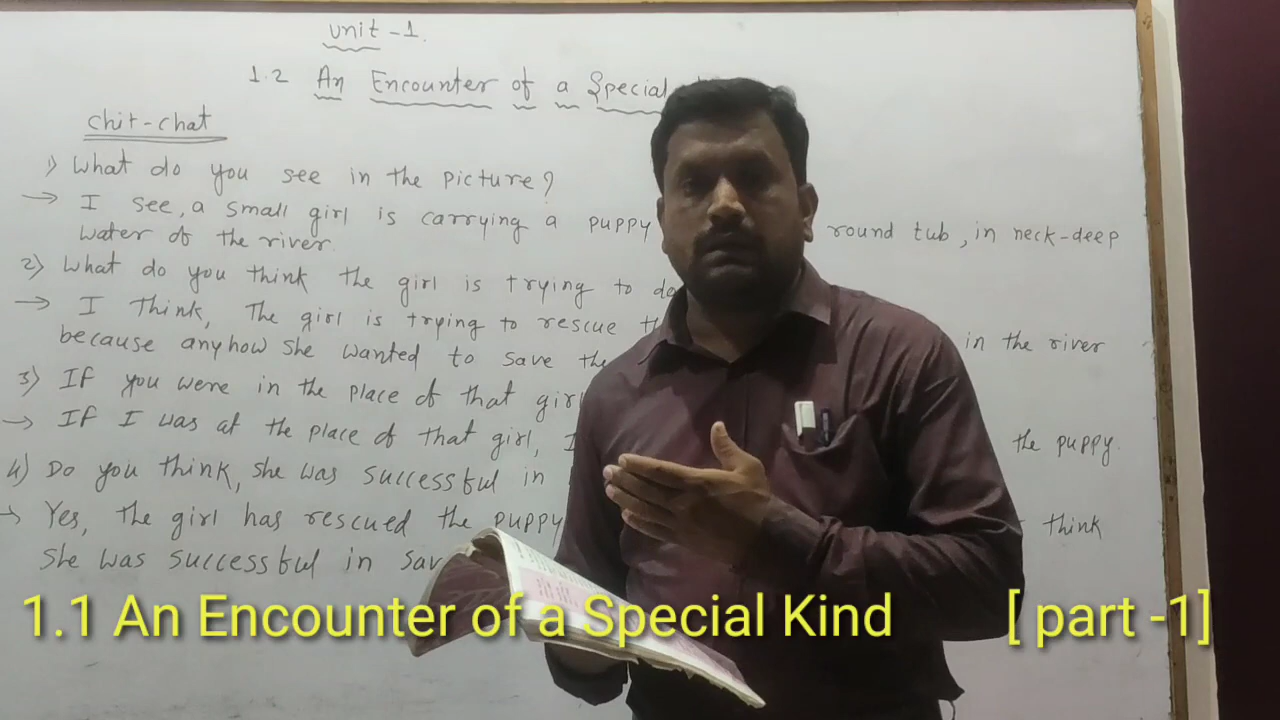 Unit - 1.
1.2 An Encounter of a Special
Chit-chat
1) What do you see in the picture?
→ I see, a small girl is carrying a puppy round tub, in neck-deep
water of the river.
2) What do you think the girl is trying to do
→ I think, The girl is trying to rescue in the river
because anyhow she wanted to save the
3) If you were in the place of that girl
→ If I was at the place of that girl, I the puppy.
4) Do you think, she was successful in
→ Yes, the girl has rescued the puppy think
she was successful in
1.1 An Encounter of a Special Kind [ part -1]